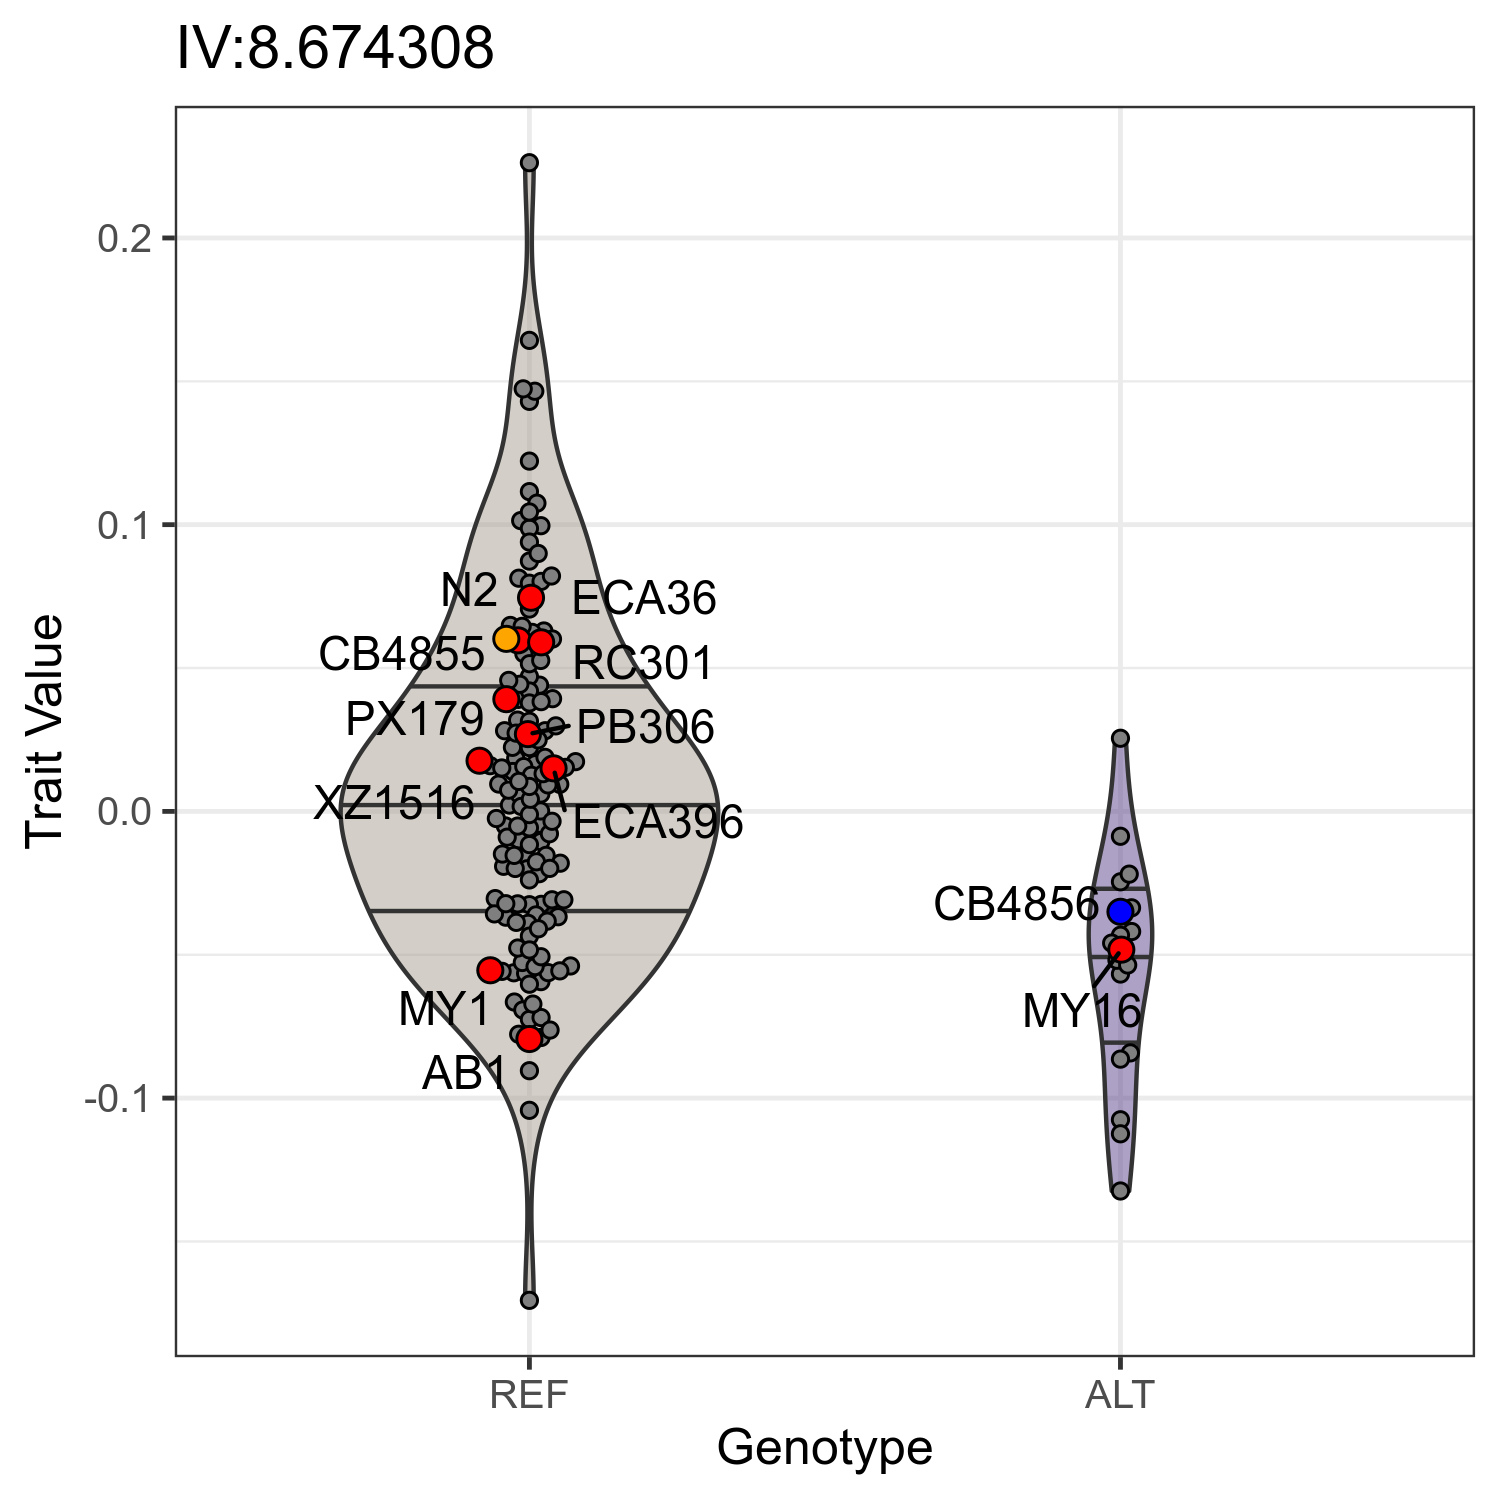 IV:8.674308
Trait Value
0.2
0.1
0.0
-0.1
N2
ECA36
CB4855
RC301
PX179
PB306
XZ1516
ECA396
MY1
AB1
CB4856
MY16
REF
ALT
Genotype